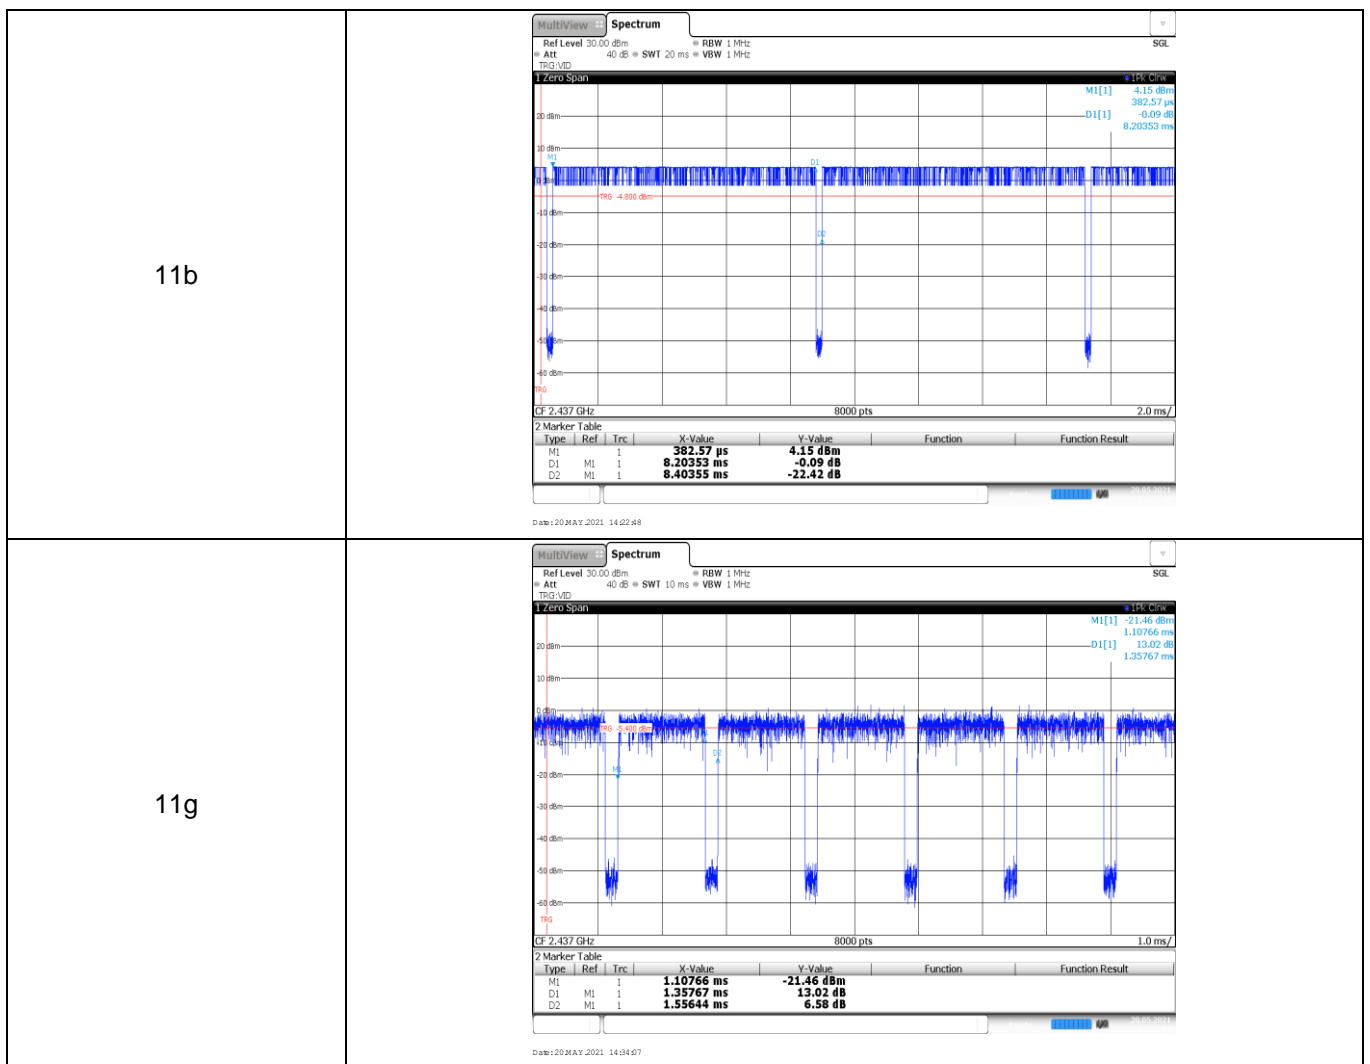 11b
MultiView Spectrum
Ref Level 30.00 dBm RBW 1 MHz SGL
Att 40 dB SWT 20 ms VBW 1 MHz
TRG:VID
1 Zero Span 1Pk Clrw
M1[1] 4.15 dBm
382.57 µs
20 dBm D1[1] -0.09 dB
8.20353 ms
10 dBm
M1 D1
0 dBm
TRG -4.800 dBm
-10 dBm
D2
-20 dBm
-30 dBm
-40 dBm
-50 dBm
-60 dBm
TRG
CF 2.437 GHz 8000 pts 2.0 ms/
2 Marker Table
Type Ref Trc X-Value Y-Value Function Function Result
M1 1 382.57 µs 4.15 dBm
D1 M1 1 8.20353 ms -0.09 dB
D2 M1 1 8.40355 ms -22.42 dB
Date: 20.MAY.2021 14:22:48
11g
MultiView Spectrum
Ref Level 30.00 dBm RBW 1 MHz SGL
Att 40 dB SWT 10 ms VBW 1 MHz
TRG:VID
1 Zero Span 1Pk Clrw
M1[1] -21.46 dBm
1.10766 ms
20 dBm D1[1] 13.02 dB
1.35767 ms
10 dBm
0 dBm
TRG -5.400 dBm
-10 dBm
D2
M1
-20 dBm
-30 dBm
-40 dBm
-50 dBm
-60 dBm
TRG
CF 2.437 GHz 8000 pts 1.0 ms/
2 Marker Table
Type Ref Trc X-Value Y-Value Function Function Result
M1 1 1.10766 ms -21.46 dBm
D1 M1 1 1.35767 ms 13.02 dB
D2 M1 1 1.55644 ms 6.58 dB
Date: 20.MAY.2021 14:34:07